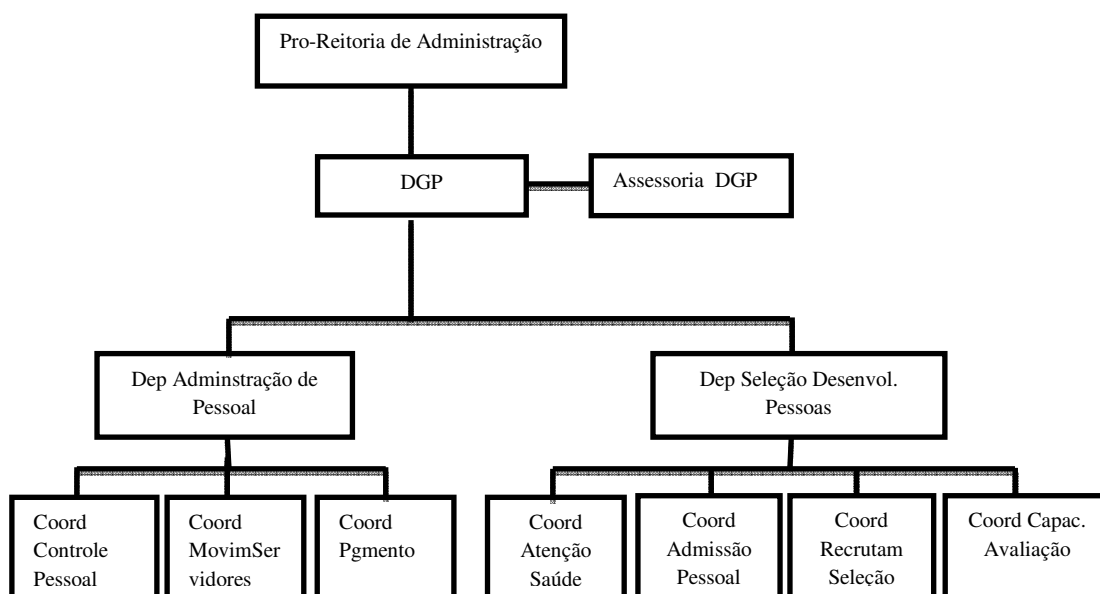 Pro-Reitoria de Administração
DGP
Assessoria DGP
Dep Adminstração de
Pessoal
Dep Seleção Desenvol.
Pessoas
Coord
Controle
Pessoal
Coord
MovimSer
vidores
Coord
Pgmento
Coord
Atenção
Saúde
Coord
Admissão
Pessoal
Coord
Recrutam
Seleção
Coord Capac.
Avaliação